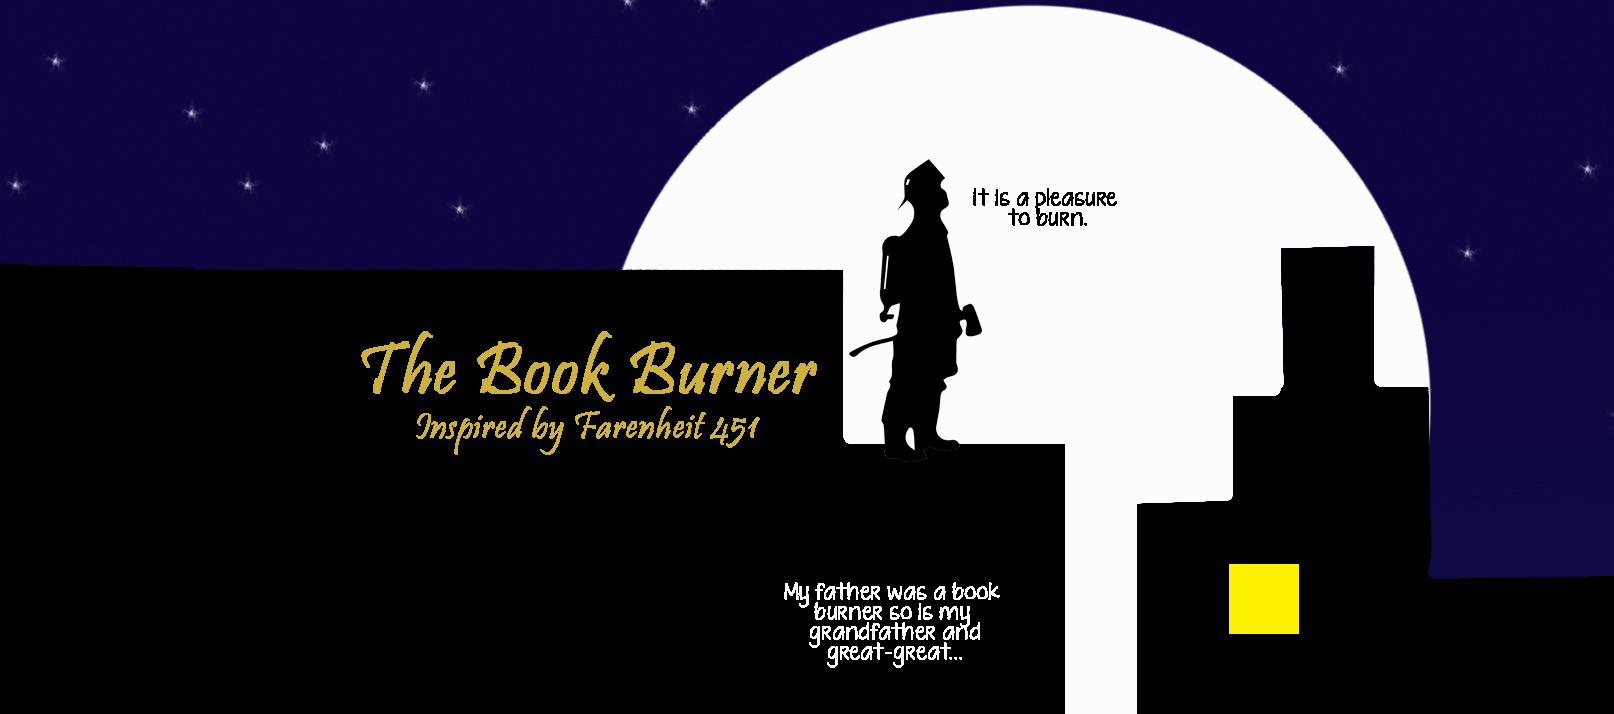 It is a pleasure
to burn.
The Book Burner
Inspired by Farenheit 451
My father was a book
burner so is my
grandfather and
great-great...